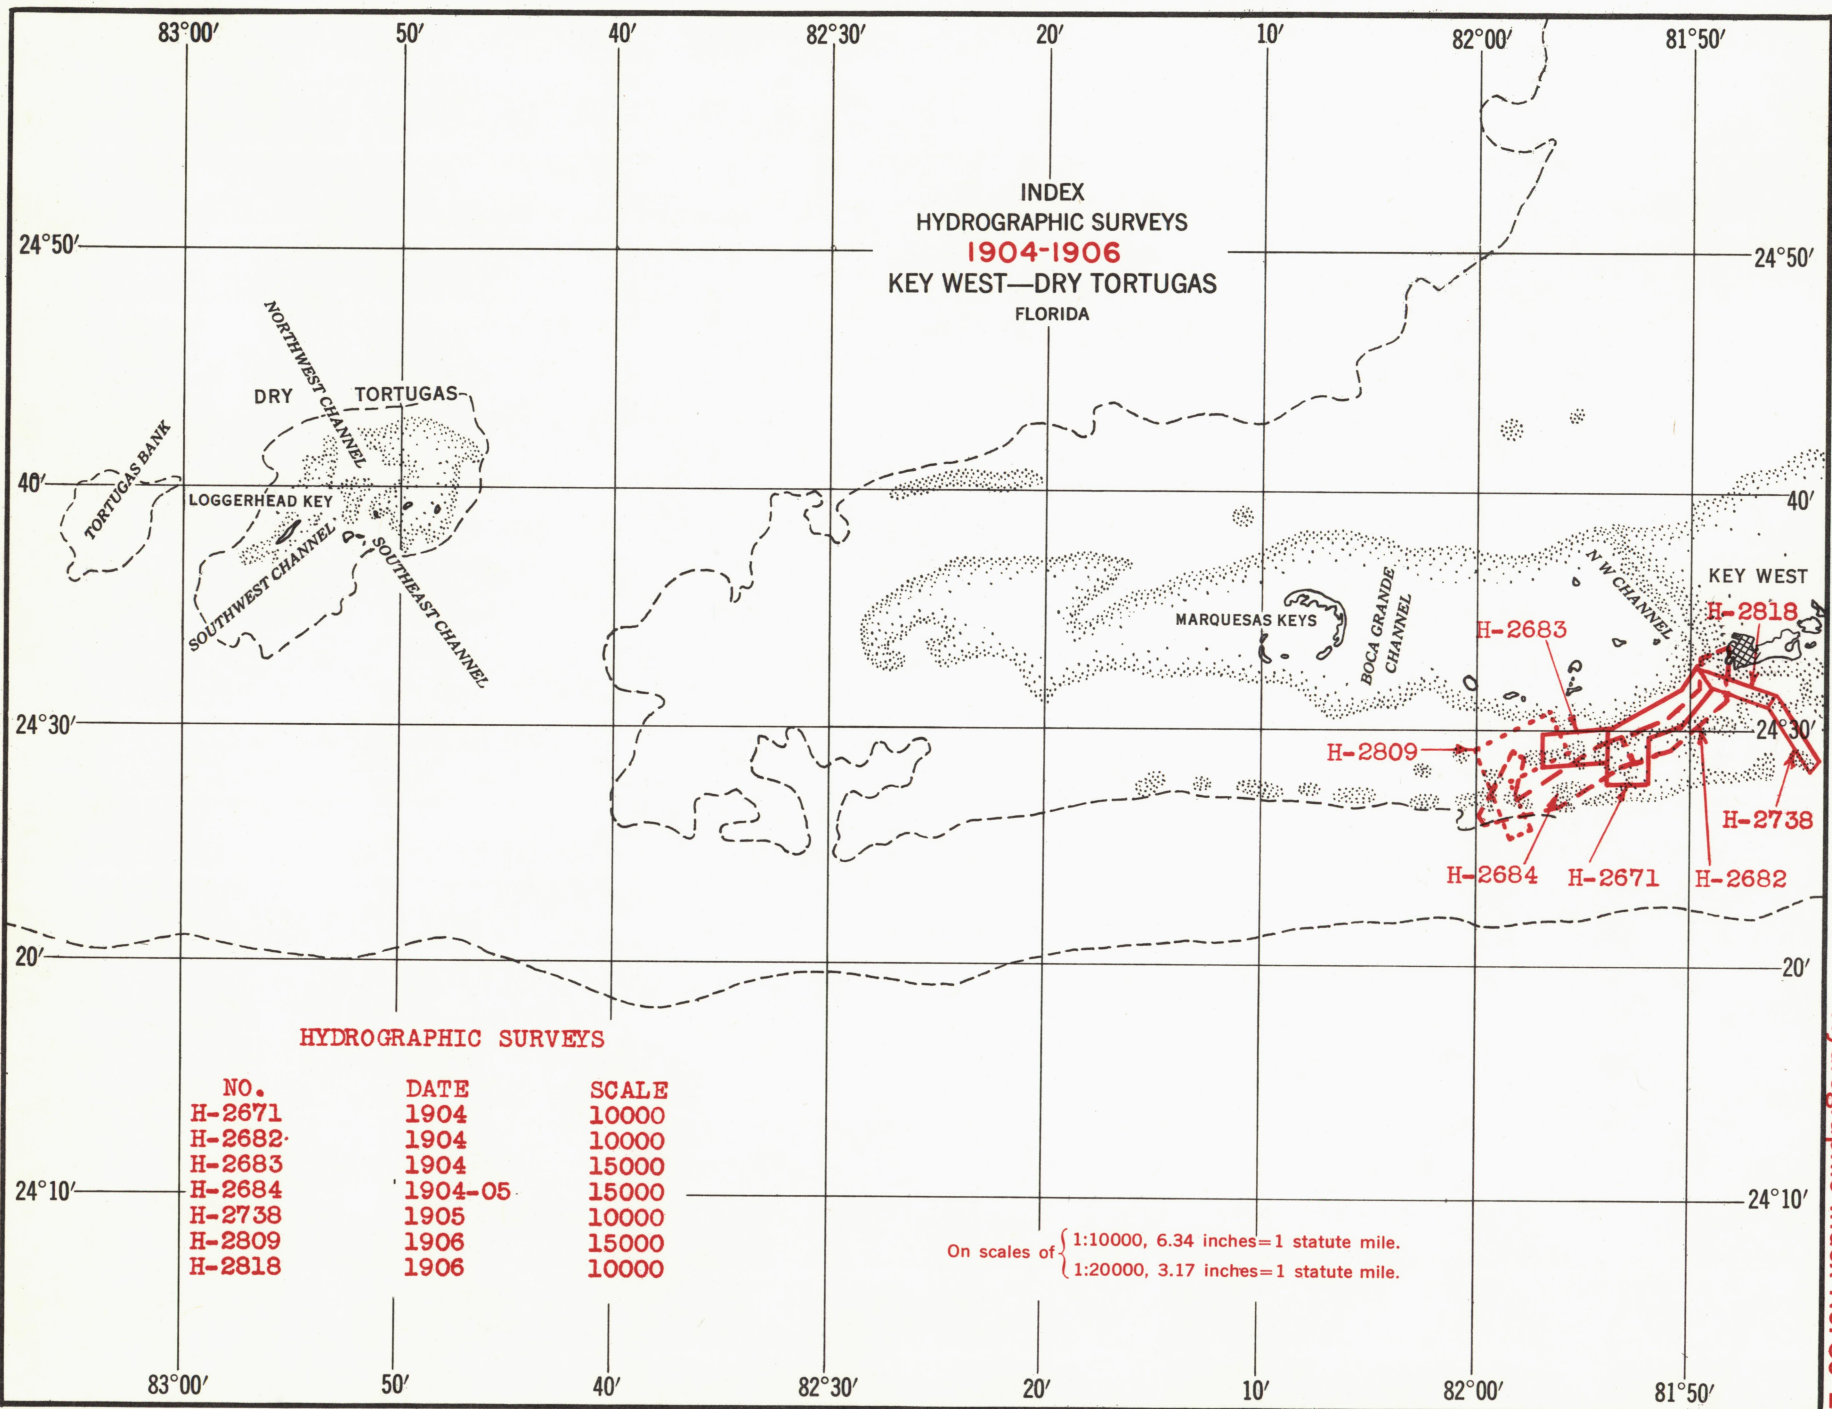 83°00′ 50′ 40′ 82°30′ 20′ 10′ 82°00′ 81°50′
INDEX
HYDROGRAPHIC SURVEYS
1904-1906
KEY WEST—DRY TORTUGAS
FLORIDA
24°50′ 24°50′
NORTHWEST CHANNEL
DRY TORTUGAS
TORTUGAS BANK
40′ 40′
LOGGERHEAD KEY
SOUTHWEST CHANNEL
SOUTHEAST CHANNEL
MARQUESAS KEYS
BOCA GRANDE
CHANNEL
N W CHANNEL
KEY WEST
H-2818
H-2683
24°30′ 24°30′
H-2809
H-2738
H-2684 H-2671 H-2682
20′ 20′
HYDROGRAPHIC SURVEYS
NO. DATE SCALE
H-2671 1904 10000
H-2682 1904 10000
H-2683 1904 15000
H-2684 1904-05 15000
H-2738 1905 10000
H-2809 1906 15000
H-2818 1906 10000
24°10′ 24°10′
On scales of { 1:10000, 6.34 inches=1 statute mile.
1:20000, 3.17 inches=1 statute mile.
83°00′ 50′ 40′ 82°30′ 20′ 10′ 82°00′ 81°50′